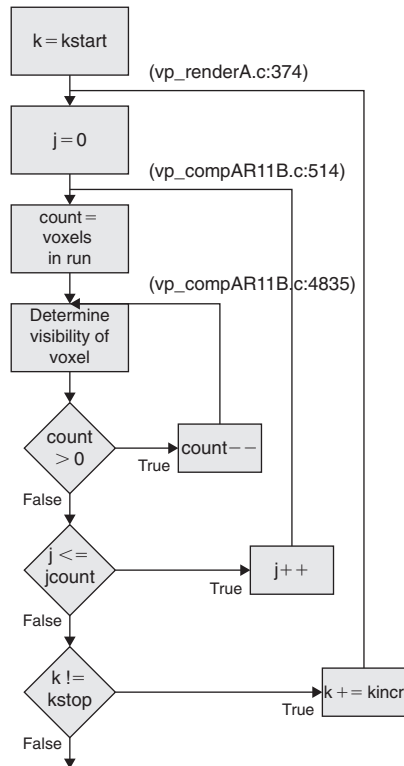 k = kstart
(vp_renderA.c:374)
j = 0
(vp_compAR11B.c:514)
count =
voxels
in run
(vp_compAR11B.c:4835)
Determine
visibility of
voxel
count
> 0
True
count−−
False
j <=
jcount
True
j++
False
k !=
kstop
True
k += kincr
False